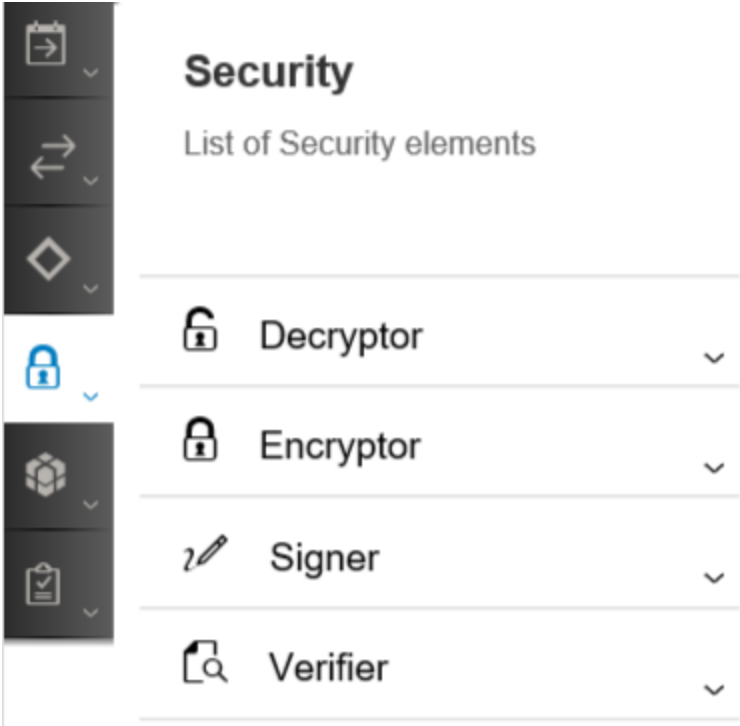 Security
List of Security elements
Decryptor
Encryptor
Signer
Verifier